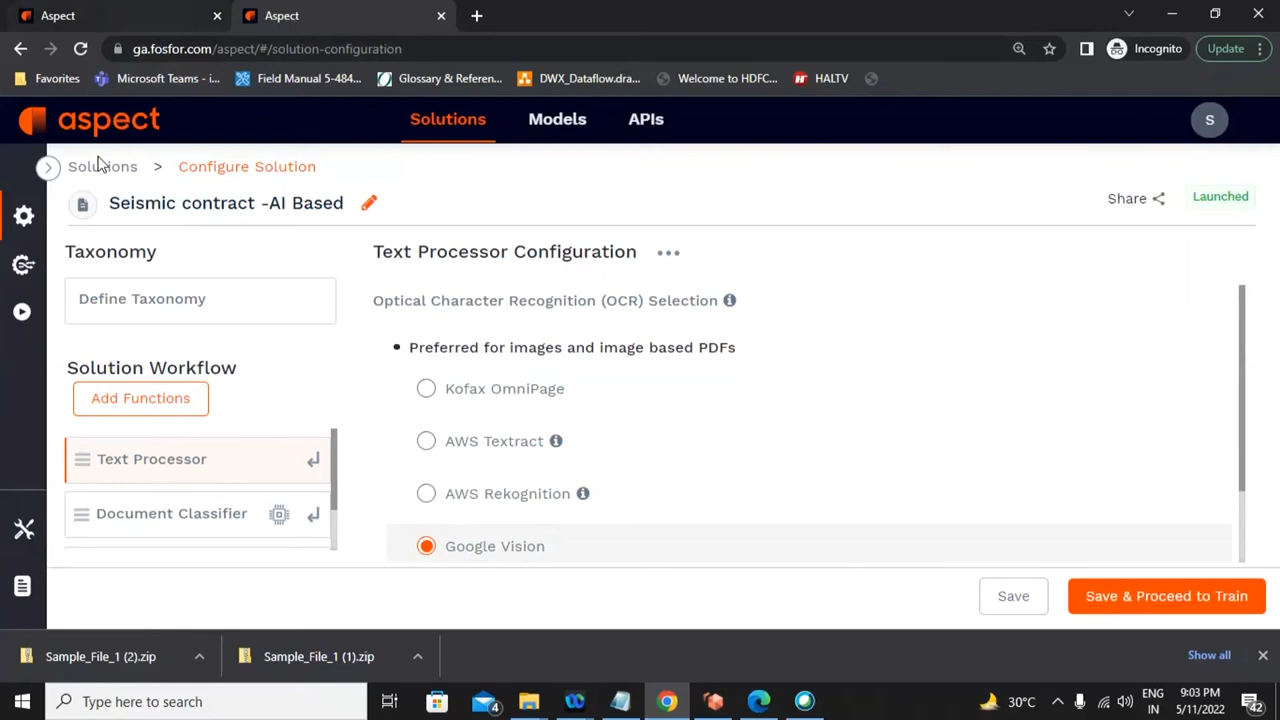 Aspect
Aspect
ga.fosfor.com/aspect/#/solution-configuration
Incognito
Update
Favorites
Microsoft Teams - i...
Field Manual 5-484...
Glossary & Referen...
DWX_Dataflow.dra...
Welcome to HDFC...
HALTV
aspect
Solutions
Models
APIs
S
Solutions > Configure Solution
Seismic contract -AI Based
Share
Launched
Taxonomy
Define Taxonomy
Solution Workflow
Add Functions
Text Processor
Document Classifier
Text Processor Configuration
Optical Character Recognition (OCR) Selection
Preferred for images and image based PDFs
Kofax OmniPage
AWS Textract
AWS Rekognition
Google Vision
Save
Save & Proceed to Train
Sample_File_1 (2).zip
Sample_File_1 (1).zip
Show all
Type here to search
4
30°C
ENG
IN
9:03 PM
5/11/2022
42